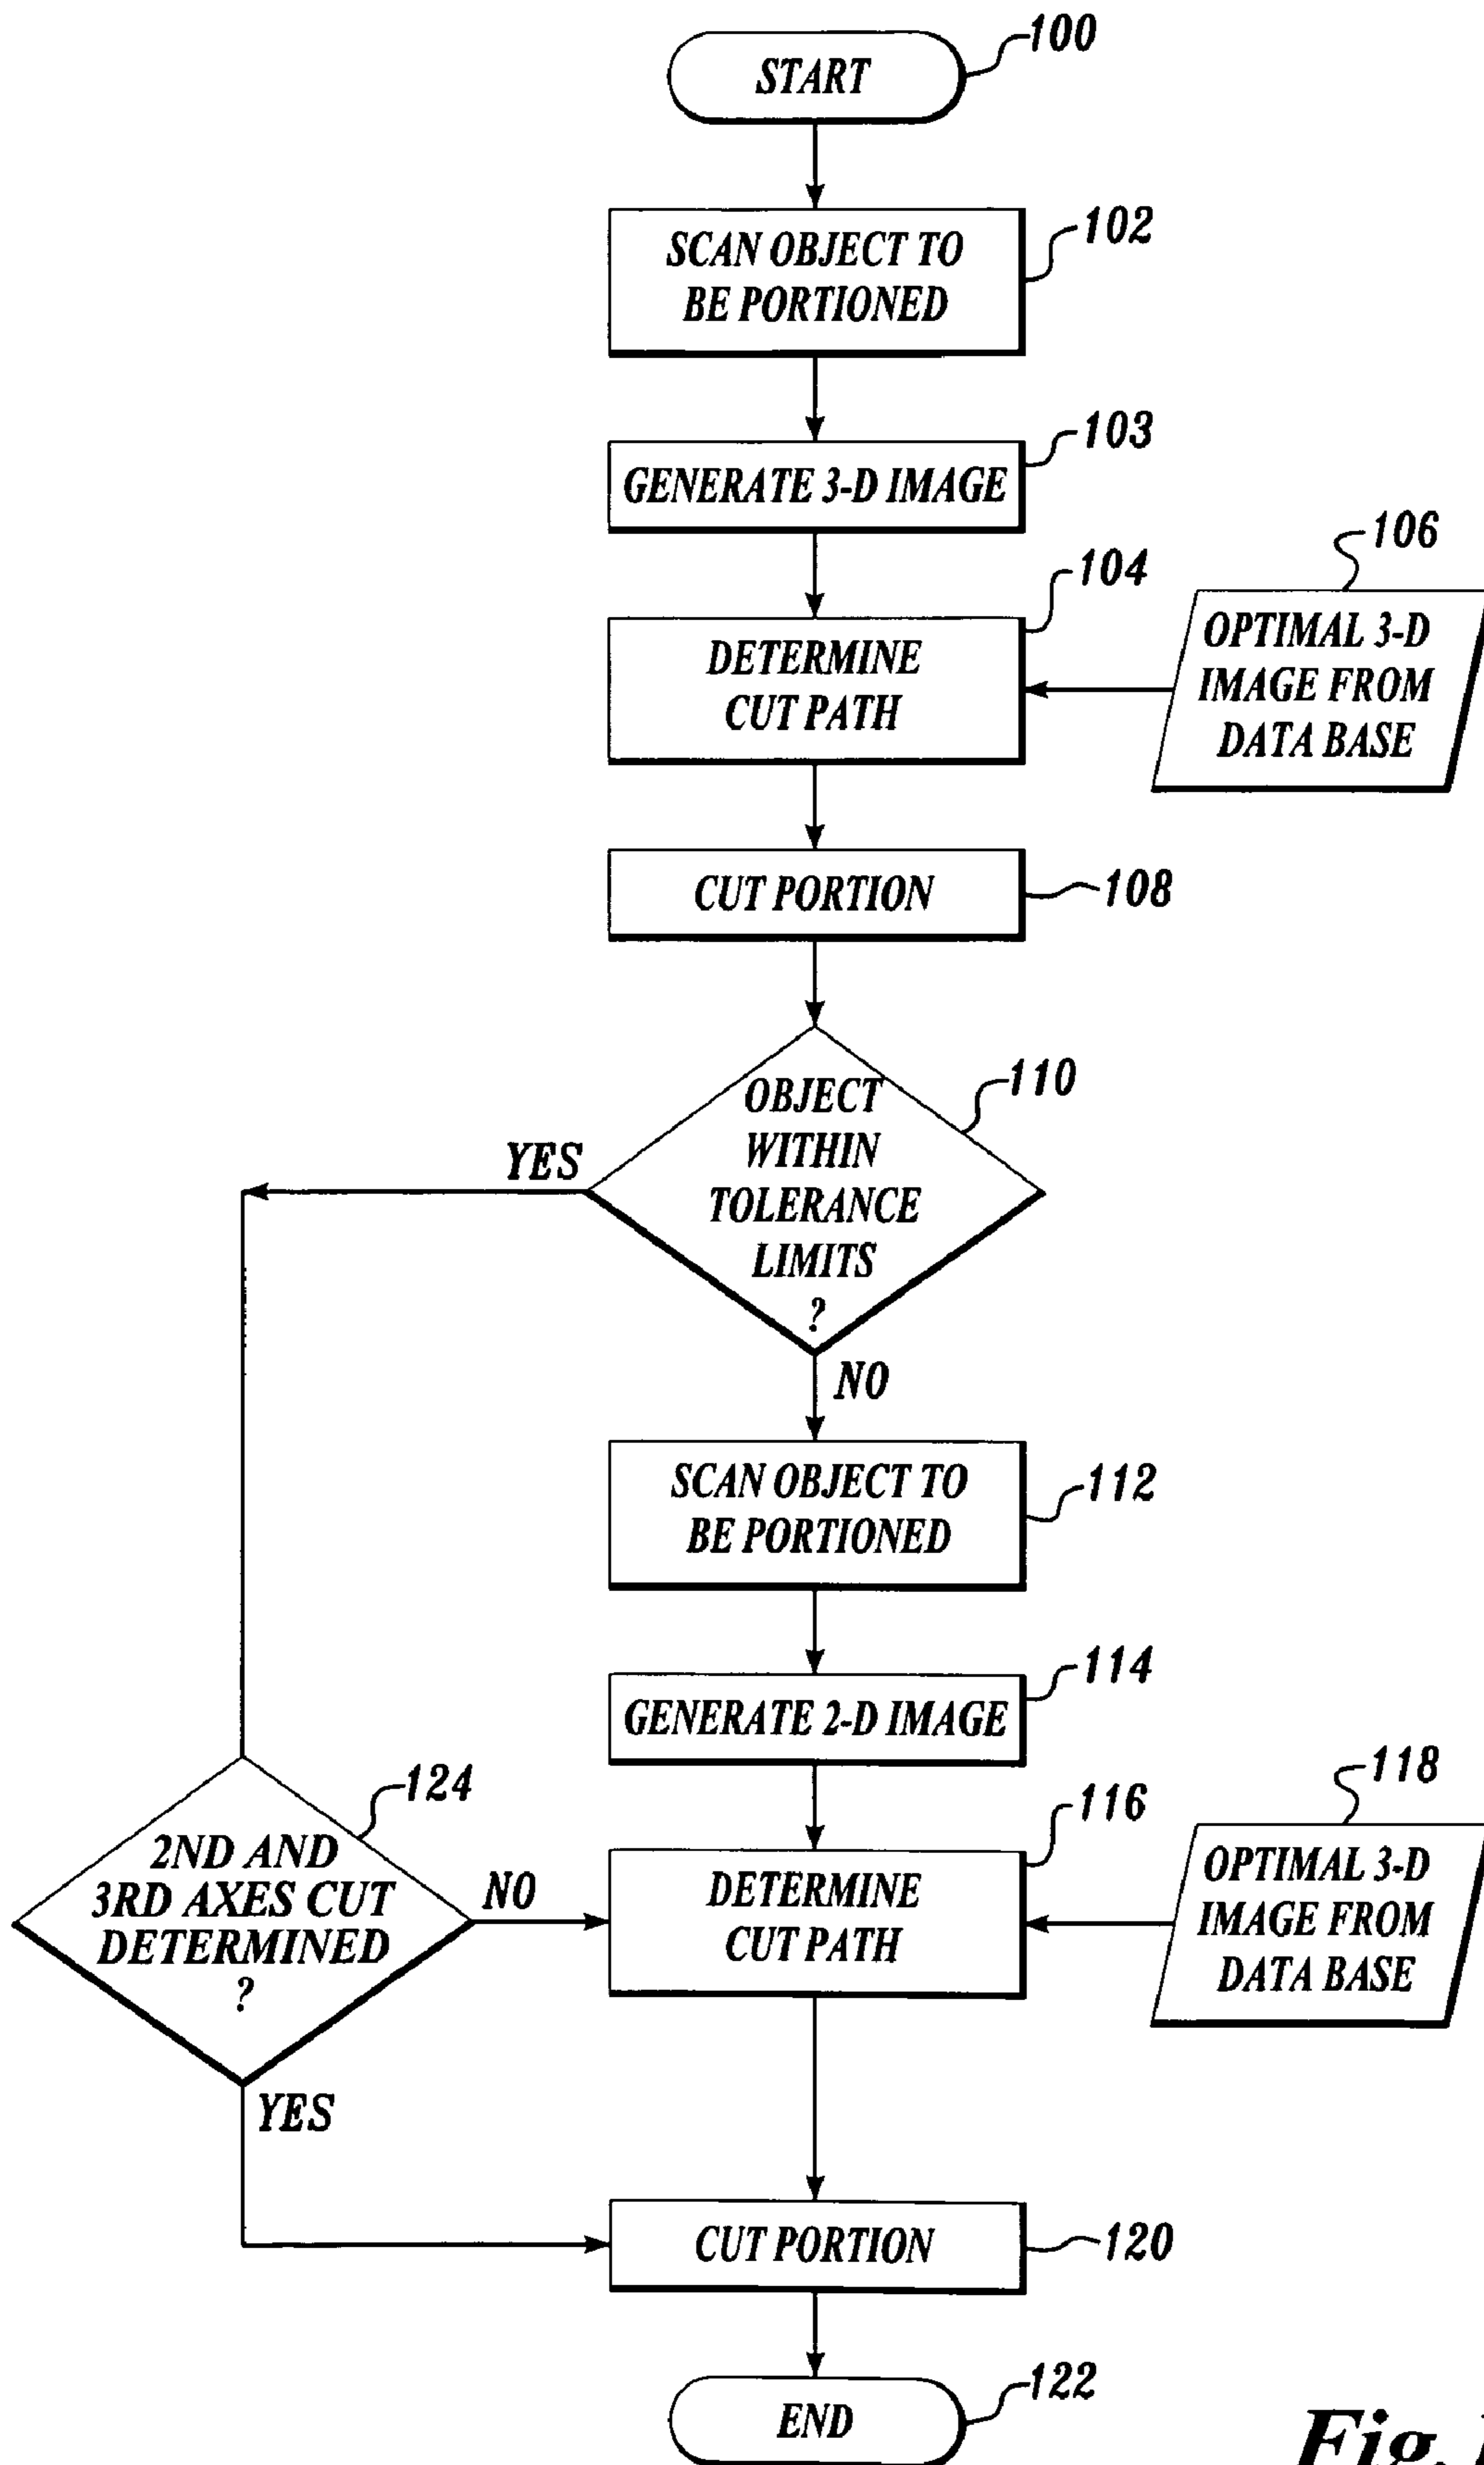 START
100
SCAN OBJECT TO
BE PORTIONED
102
GENERATE 3-D IMAGE
103
DETERMINE
CUT PATH
104
OPTIMAL 3-D
IMAGE FROM
DATA BASE
106
CUT PORTION
108
OBJECT
WITHIN
TOLERANCE
LIMITS
?
110
YES
NO
SCAN OBJECT TO
BE PORTIONED
112
GENERATE 2-D IMAGE
114
2ND AND
3RD AXES CUT
DETERMINED
?
124
NO
YES
DETERMINE
CUT PATH
116
OPTIMAL 3-D
IMAGE FROM
DATA BASE
118
CUT PORTION
120
END
122
Fig.